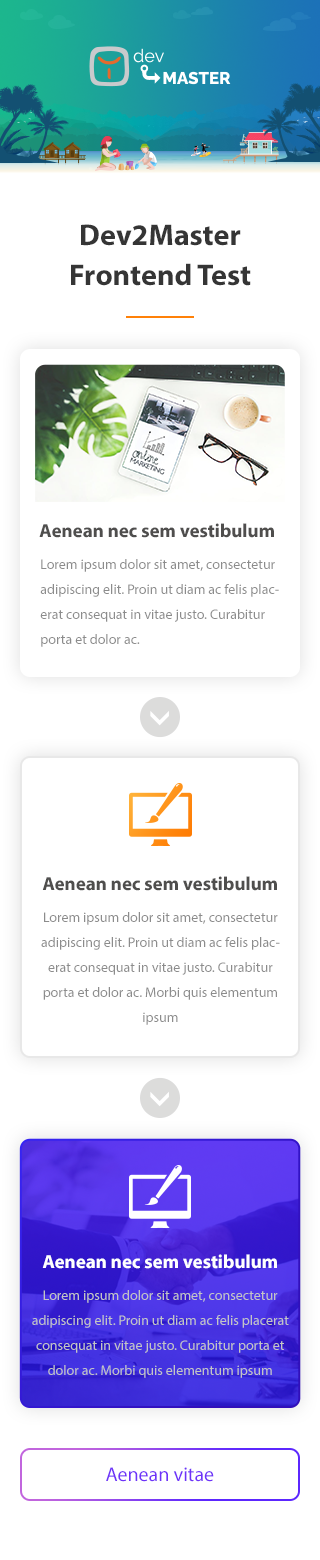 dev
MASTER
Dev2Master
Frontend Test
online
MARKETING
Aenean nec sem vestibulum
Lorem ipsum dolor sit amet, consectetur
adipiscing elit. Proin ut diam ac felis plac-
erat consequat in vitae justo. Curabitur
porta et dolor ac.
Aenean nec sem vestibulum
Lorem ipsum dolor sit amet, consectetur
adipiscing elit. Proin ut diam ac felis plac-
erat consequat in vitae justo. Curabitur
porta et dolor ac. Morbi quis elementum
ipsum
Aenean nec sem vestibulum
Lorem ipsum dolor sit amet, consectetur
adipiscing elit. Proin ut diam ac felis placerat
consequat in vitae justo. Curabitur porta et
dolor ac. Morbi quis elementum ipsum
Aenean vitae